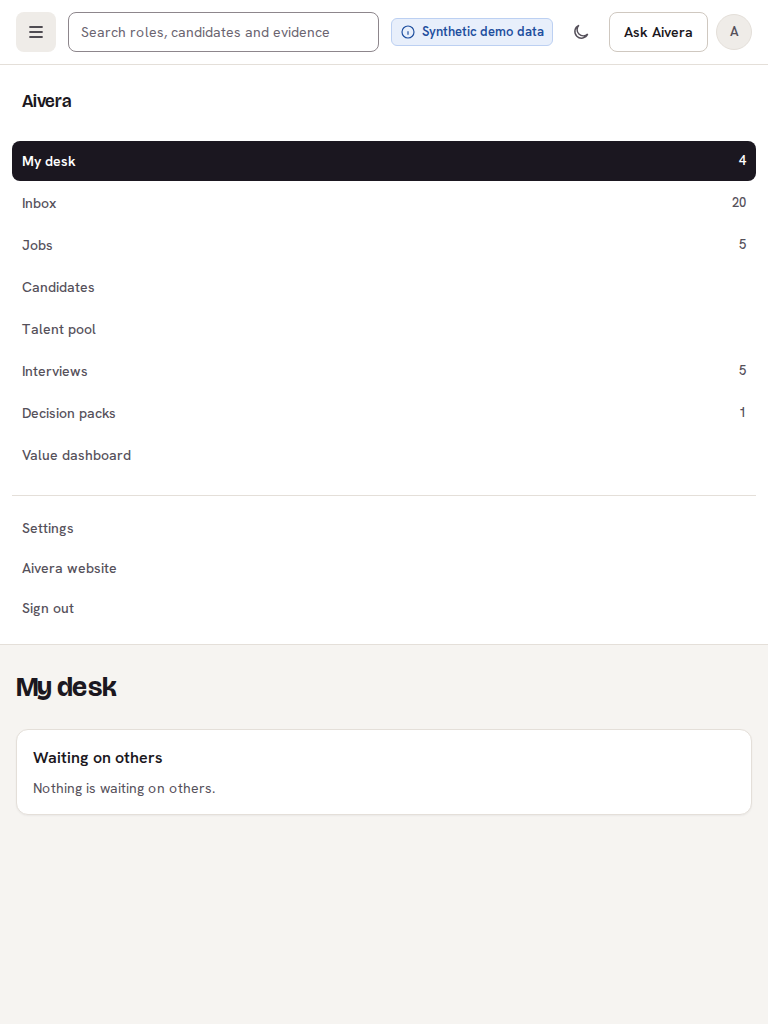 Search roles, candidates and evidence
Synthetic demo data
Ask Aivera
A
Aivera
My desk 4
Inbox 20
Jobs 5
Candidates
Talent pool
Interviews 5
Decision packs 1
Value dashboard
Settings
Aivera website
Sign out
My desk
Waiting on others
Nothing is waiting on others.